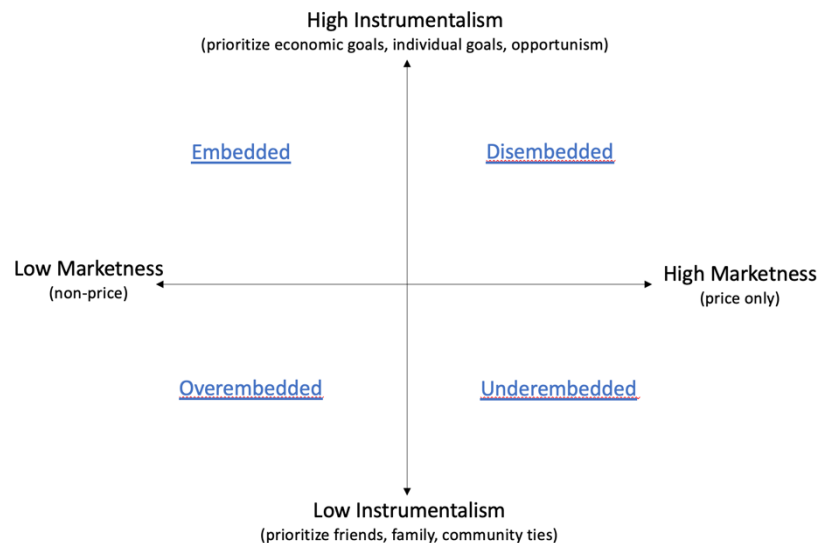 High Instrumentalism
(prioritize economic goals, individual goals, opportunism)
Embedded
Disembedded
Low Marketness
(non-price)
High Marketness
(price only)
Overembedded
Underembedded
Low Instrumentalism
(prioritize friends, family, community ties)